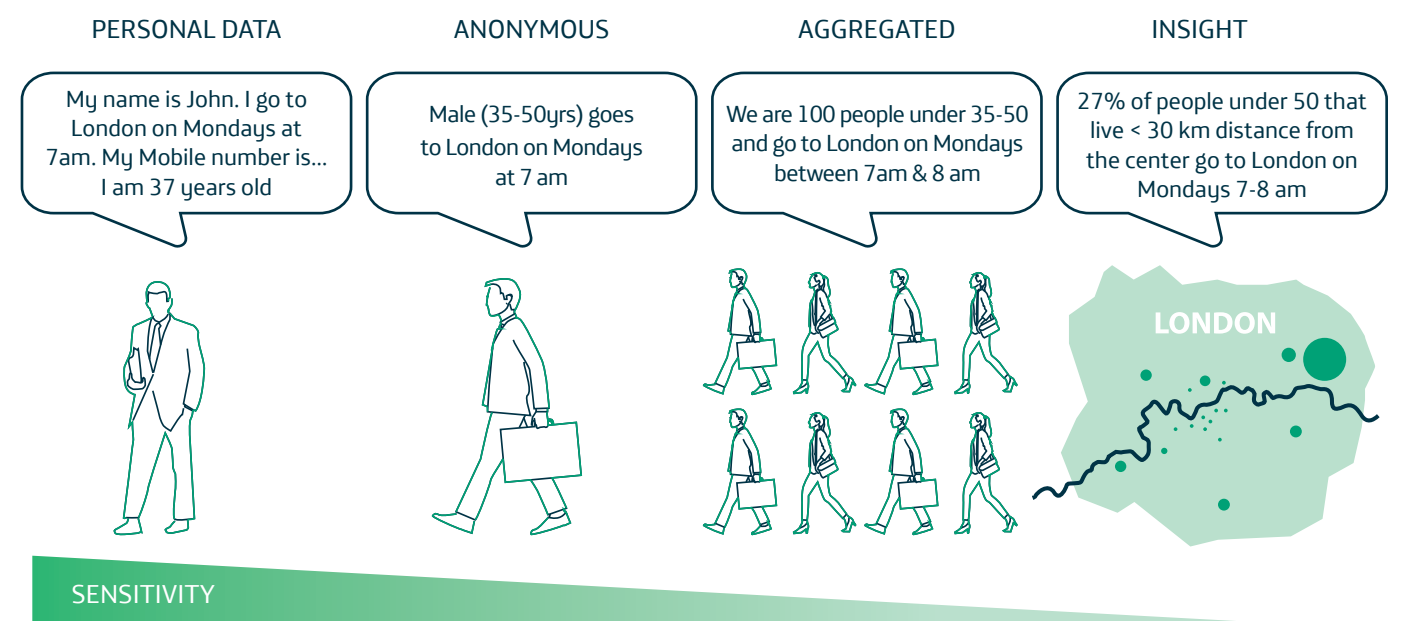 PERSONAL DATA
My name is John. I go to
London on Mondays at
7am. My Mobile number is...
I am 37 years old
ANONYMOUS
Male (35-50yrs) goes
to London on Mondays
at 7 am
AGGREGATED
We are 100 people under 35-50
and go to London on Mondays
between 7am & 8 am
INSIGHT
27% of people under 50 that
live < 30 km distance from
the center go to London on
Mondays 7-8 am
LONDON
SENSITIVITY